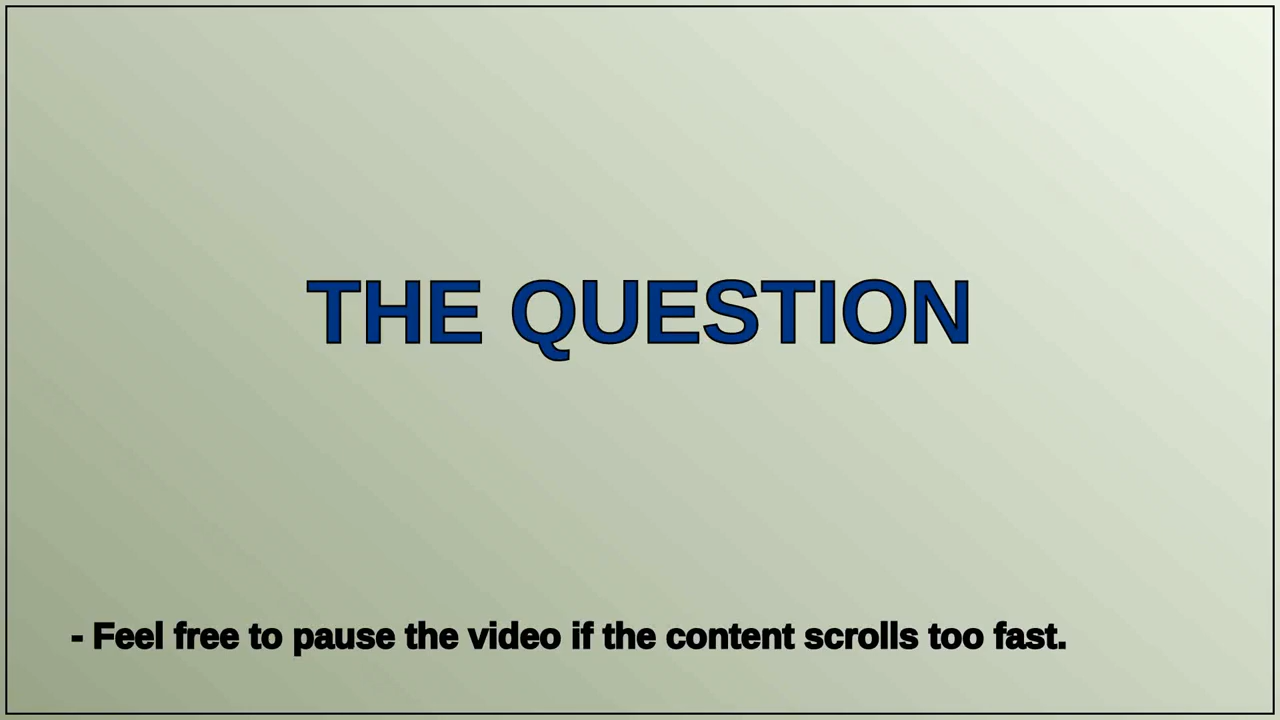 THE QUESTION
- Feel free to pause the video if the content scrolls too fast.